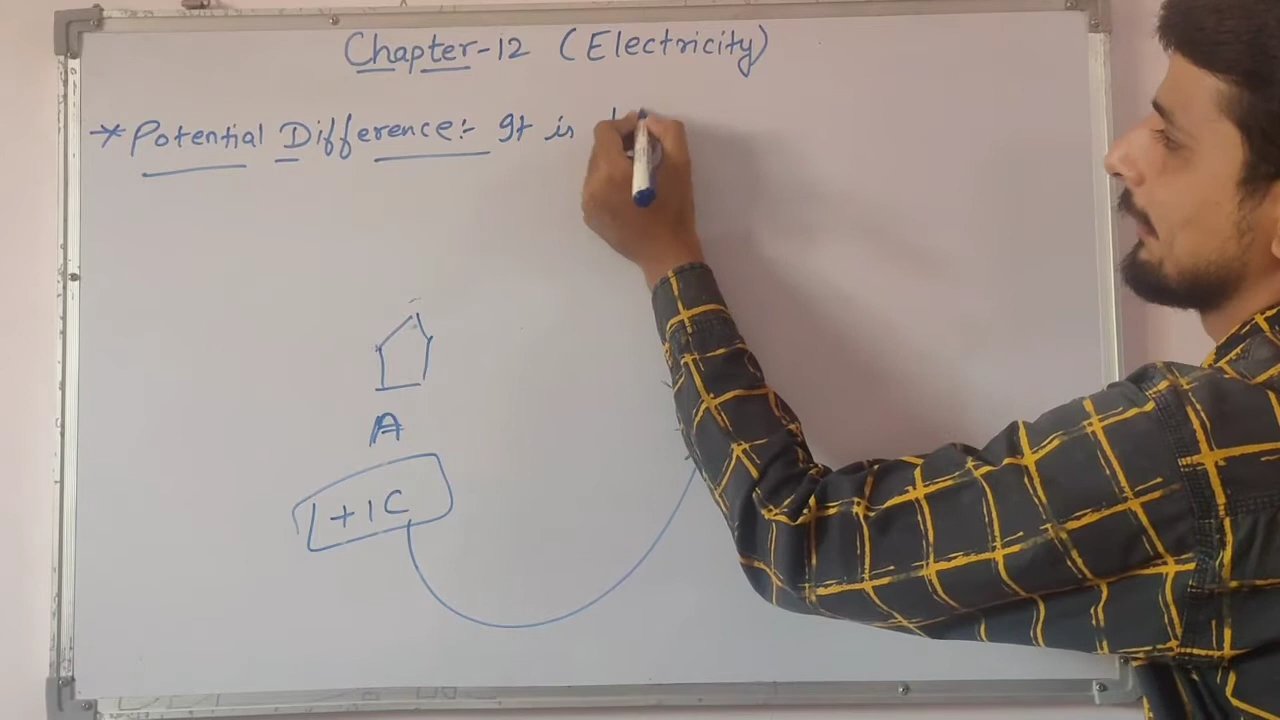 Chapter-12 (Electricity)
* Potential Difference:- It is
A
+1C